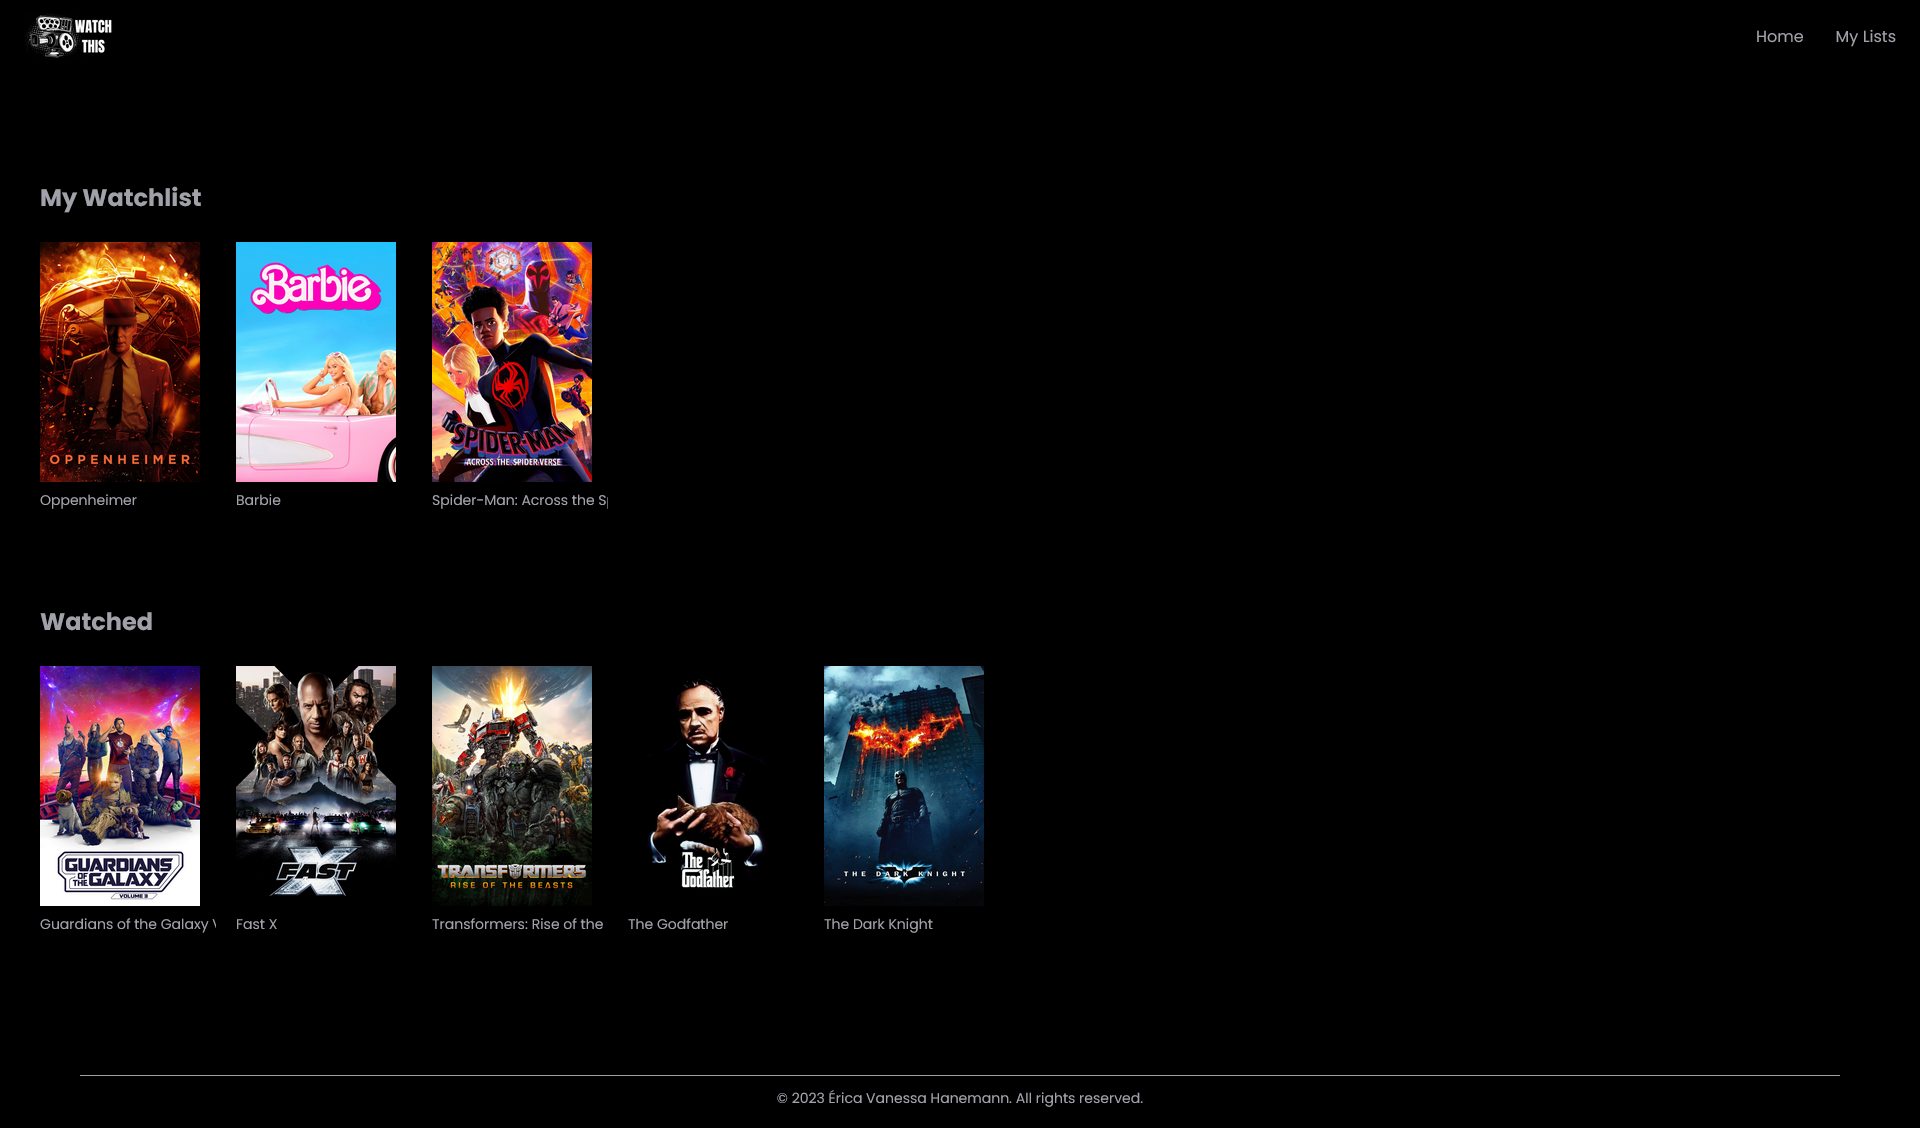 WATCH
THIS
Home
My Lists
My Watchlist
OPPENHEIMER
Barbie
SPIDER-MAN
ACROSS THE SPIDER-VERSE
Oppenheimer
Barbie
Spider-Man: Across the Sp
Watched
GUARDIANS
OF THE GALAXY
VOLUME 3
FAST X
TRANSFORMERS
RISE OF THE BEASTS
The
Godfather
THE DARK KNIGHT
Guardians of the Galaxy V
Fast X
Transformers: Rise of the
The Godfather
The Dark Knight
© 2023 Érica Vanessa Hanemann. All rights reserved.